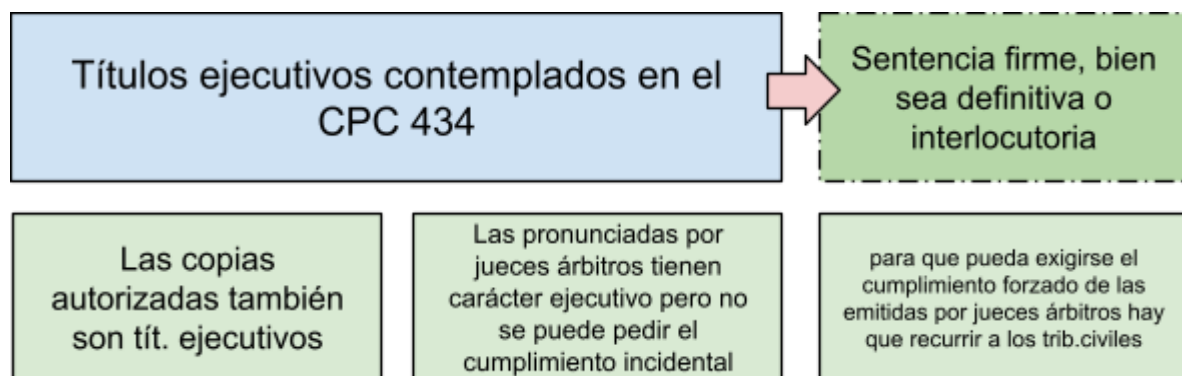 Títulos ejecutivos contemplados en el
CPC 434
Sentencia firme, bien
sea definitiva o
interlocutoria
Las copias
autorizadas también
son tít. ejecutivos
Las pronunciadas por
jueces árbitros tienen
carácter ejecutivo pero no
se puede pedir el
cumplimiento incidental
para que pueda exigirse el
cumplimiento forzado de las
emitidas por jueces árbitros hay
que recurrir a los trib.civiles